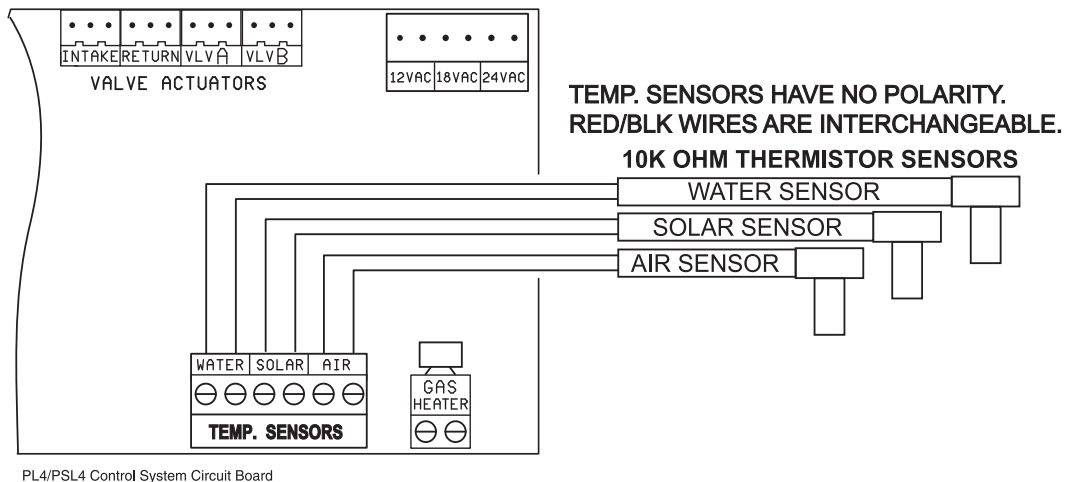 INTAKE RETURN VLVA VLVB
VALVE ACTUATORS
12VAC 18VAC 24VAC
TEMP. SENSORS HAVE NO POLARITY.
RED/BLK WIRES ARE INTERCHANGEABLE.
10K OHM THERMISTOR SENSORS
WATER SENSOR
SOLAR SENSOR
AIR SENSOR
WATER SOLAR AIR
TEMP. SENSORS
GAS
HEATER
PL4/PSL4 Control System Circuit Board